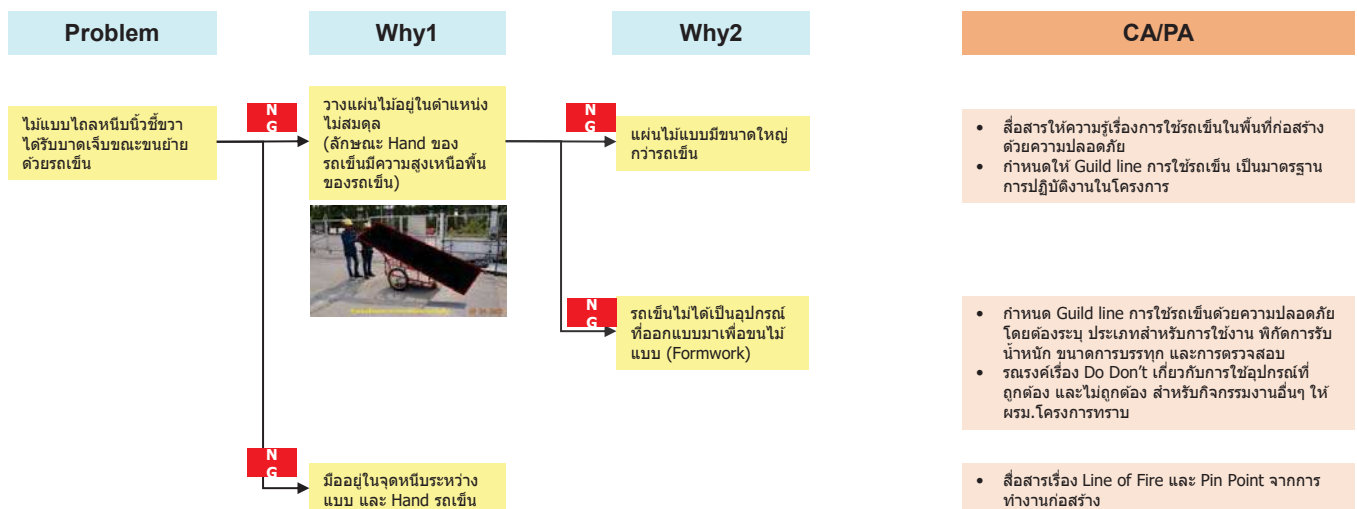 Problem
Why1
Why2
CA/PA
ไม้แบบไถลหนีบนิ้วชี้ขวา
ได้รับบาดเจ็บขณะขนย้าย
ด้วยรถเข็น
N
G
วางแผ่นไม้อยู่ในตำแหน่ง
ไม่สมดุล
(ลักษณะ Hand ของ
รถเข็นมีความสูงเหนือพื้น
ของรถเข็น)
N
G
แผ่นไม้แบบมีขนาดใหญ่
กว่ารถเข็น
• สื่อสารให้ความรู้เรื่องการใช้รถเข็นในพื้นที่ก่อสร้าง
ด้วยความปลอดภัย
• กำหนดให้ Guild line การใช้รถเข็น เป็นมาตรฐาน
การปฏิบัติงานในโครงการ
N
G
รถเข็นไม่ได้เป็นอุปกรณ์
ที่ออกแบบมาเพื่อขนไม้
แบบ (Formwork)
• กำหนด Guild line การใช้รถเข็นด้วยความปลอดภัย
โดยต้องระบุ ประเภทสำหรับการใช้งาน พิกัดการรับ
น้ำหนัก ขนาดการบรรทุก และการตรวจสอบ
• รณรงค์เรื่อง Do Don't เกี่ยวกับการใช้อุปกรณ์ที่
ถูกต้อง และไม่ถูกต้อง สำหรับกิจกรรมงานอื่นๆ ให้
ผรม.โครงการทราบ
N
G
มืออยู่ในจุดหนีบระหว่าง
แบบ และ Hand รถเข็น
• สื่อสารเรื่อง Line of Fire และ Pin Point จากการ
ทำงานก่อสร้าง